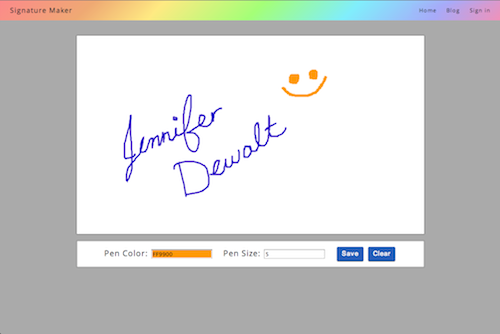 Signature Maker
Home Blog Sign in
Jennifer
Dewalt
Pen Color: FF9900 Pen Size: 5 Save Clear